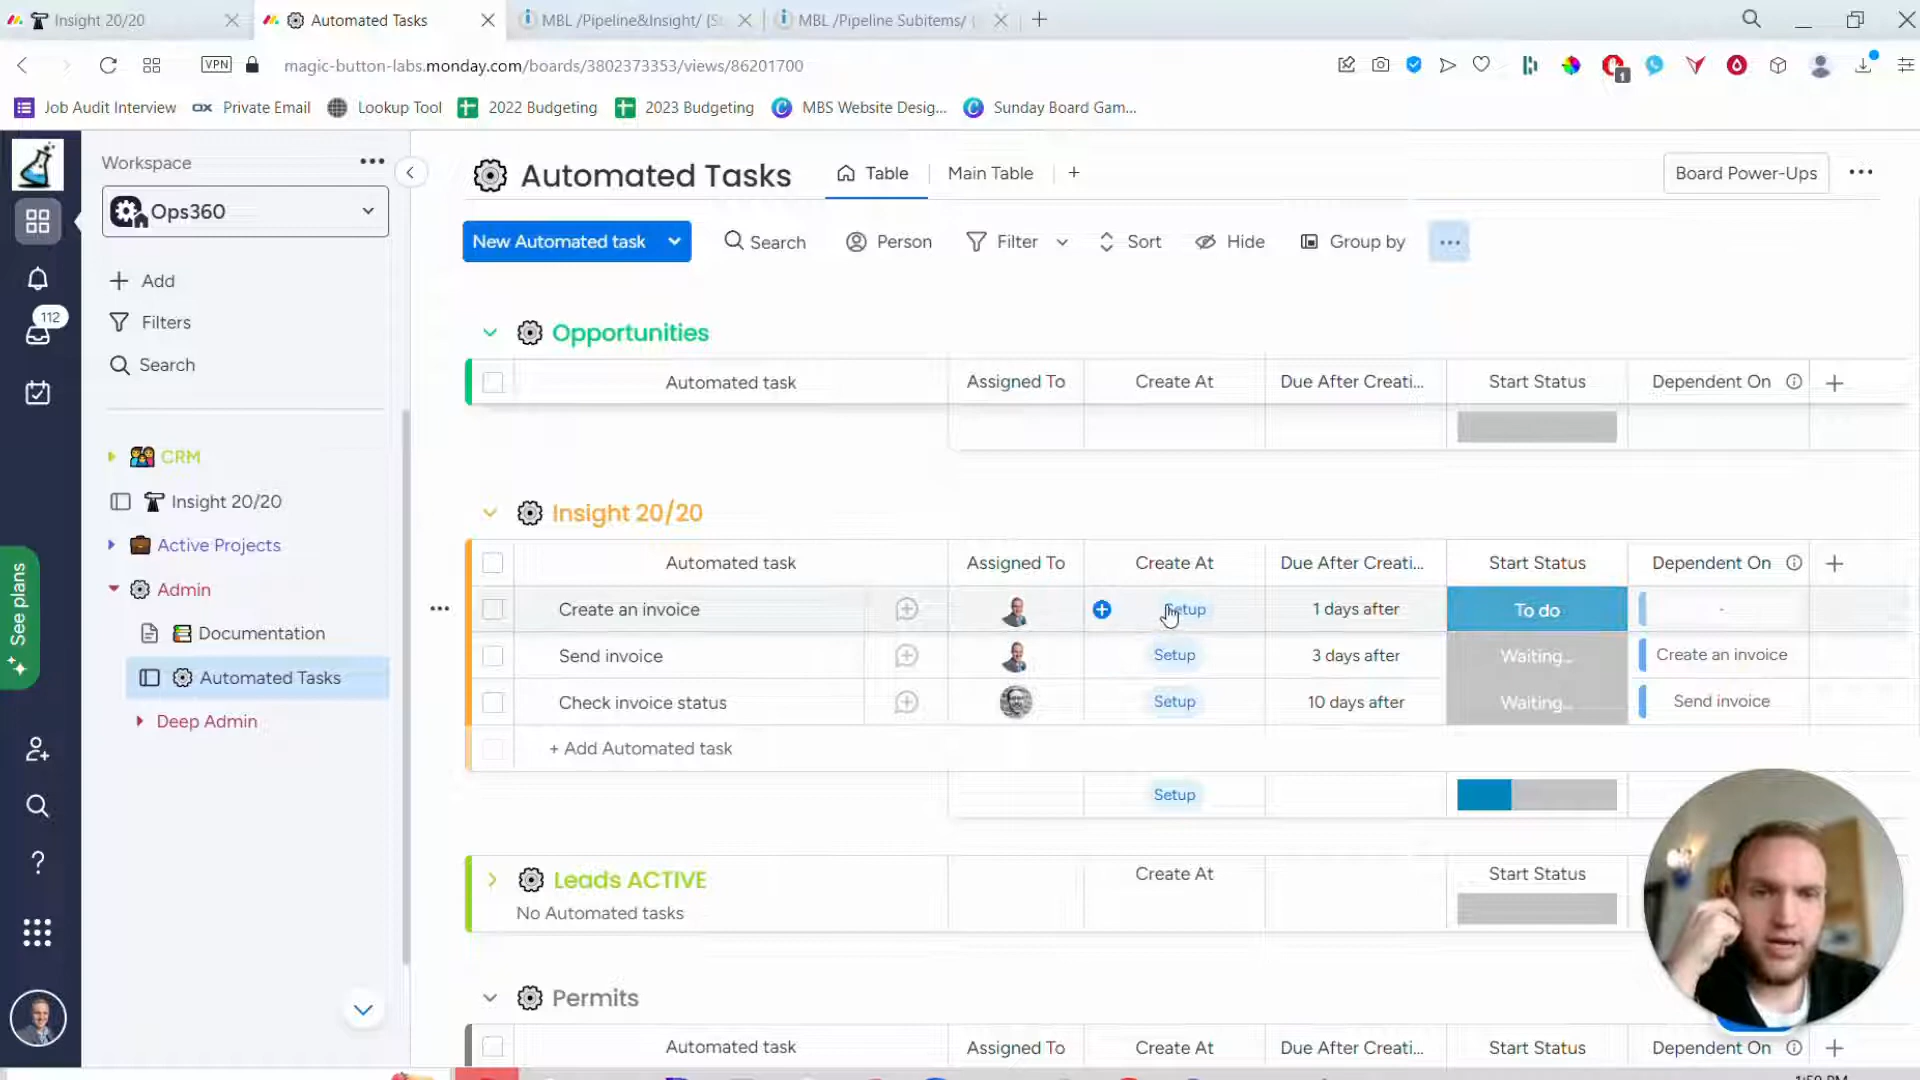 Insight 20/20
Automated Tasks
MBL /Pipeline&Insight/ (St
MBL /Pipeline Subitems/ (
VPN
magic-button-labs.monday.com/boards/3802373353/views/86201700
1
Job Audit Interview
OX Private Email
Lookup Tool
2022 Budgeting
2023 Budgeting
MBS Website Desig...
Sunday Board Gam...
Workspace
Ops360
Add
Filters
Search
CRM
Insight 20/20
Active Projects
Admin
Documentation
Automated Tasks
Deep Admin
112
See plans
?
Automated Tasks
Table
Main Table
+
Board Power-Ups
New Automated task
Search
Person
Filter
Sort
Hide
Group by
Opportunities
Automated task Assigned To Create At Due After Creati... Start Status Dependent On
Insight 20/20
Automated task Assigned To Create At Due After Creati... Start Status Dependent On
Create an invoice Setup 1 days after To do -
Send invoice Setup 3 days after Waiting... Create an invoice
Check invoice status Setup 10 days after Waiting... Send invoice
+ Add Automated task
Setup
Leads ACTIVE Create At Start Status
No Automated tasks
Permits
Automated task Assigned To Create At Due After Creati... Start Status Dependent On